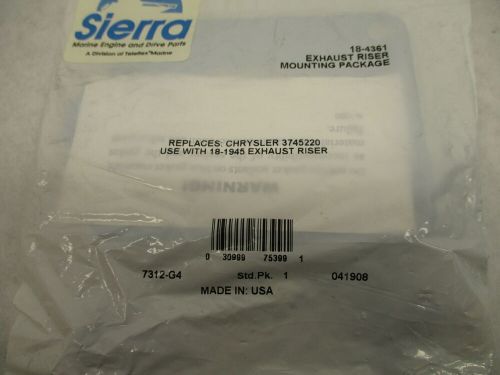 Sierra
Marine Engine and Drive Parts
A Division of Teleflex Marine
18-4361
EXHAUST RISER
MOUNTING PACKAGE
REPLACES: CHRYSLER 3745220
USE WITH 18-1945 EXHAUST RISER
WARNING!
0 30999 75399 1
7312-G4 Std.Pk. 1 041908
MADE IN: USA